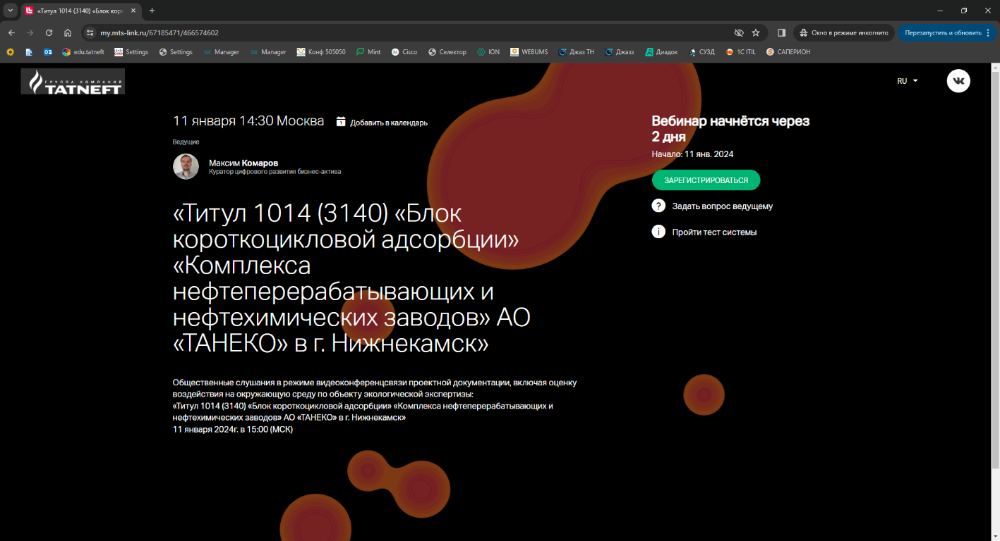 «Титул 1014 (3140) «Блок коро
my.mts-link.ru/67185471/466574602
Окно в режиме инкогнито
Перезапустить и обновить
edu.tatneft
Settings
Settings
Manager
Manager
Конф 505050
Mint
Cisco
Селектор
ION
WEBUMS
Джаз ТН
Джазз
Диадок
СУЗД
1C ITIL
САПЕРИОН
ГРУППА КОМПАНИЙ
TATNEFT
RU
11 января 14:30 Москва
Добавить в календарь
Ведущие
Максим Комаров
Куратор цифрового развития бизнес-актива
«Титул 1014 (3140) «Блок
короткоцикловой адсорбции»
«Комплекса
нефтеперерабатывающих и
нефтехимических заводов» АО
«ТАНЕКО» в г. Нижнекамск»
Общественные слушания в режиме видеоконференцсвязи проектной документации, включая оценку
воздействия на окружающую среду по объекту экологической экспертизы:
«Титул 1014 (3140) «Блок короткоцикловой адсорбции» «Комплекса нефтеперерабатывающих и
нефтехимических заводов» АО «ТАНЕКО» в г. Нижнекамск»
11 января 2024г. в 15:00 (МСК)
Вебинар начнётся через
2 дня
Начало: 11 янв. 2024
ЗАРЕГИСТРИРОВАТЬСЯ
Задать вопрос ведущему
Пройти тест системы